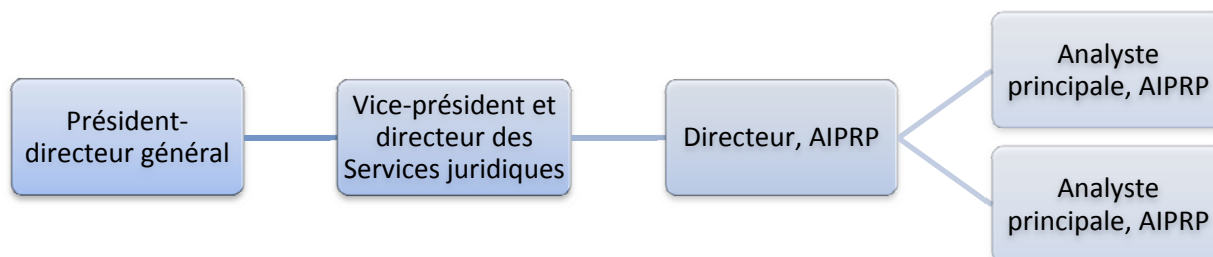 Président-
directeur général
Vice-président et
directeur des
Services juridiques
Directeur, AIPRP
Analyste
principale, AIPRP
Analyste
principale, AIPRP